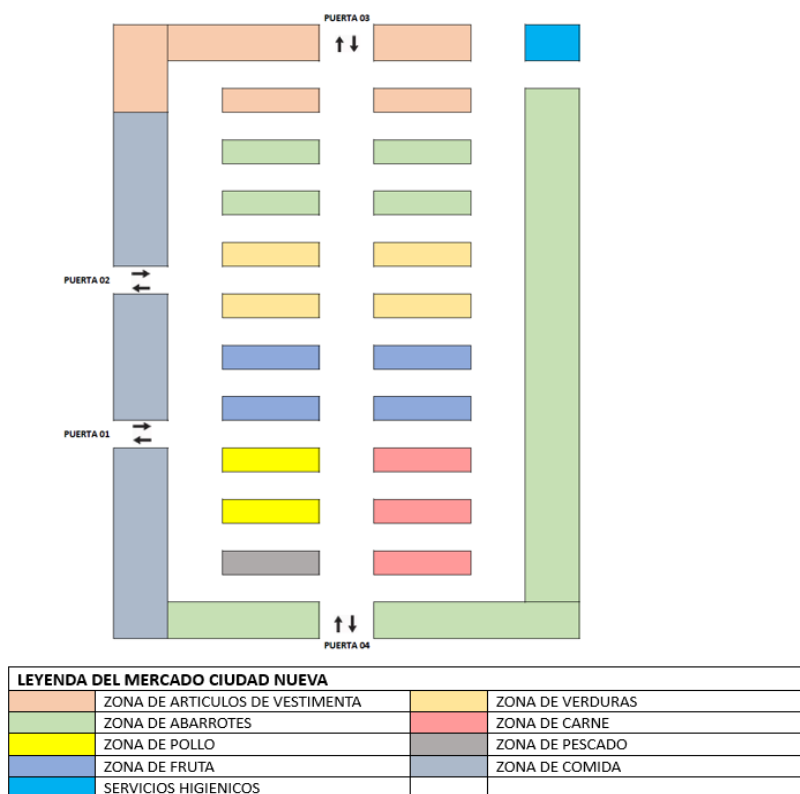 PUERTA 03
PUERTA 02
PUERTA 01
PUERTA 04
LEYENDA DEL MERCADO CIUDAD NUEVA
ZONA DE ARTICULOS DE VESTIMENTA ZONA DE VERDURAS
ZONA DE ABARROTES ZONA DE CARNE
ZONA DE POLLO ZONA DE PESCADO
ZONA DE FRUTA ZONA DE COMIDA
SERVICIOS HIGIENICOS